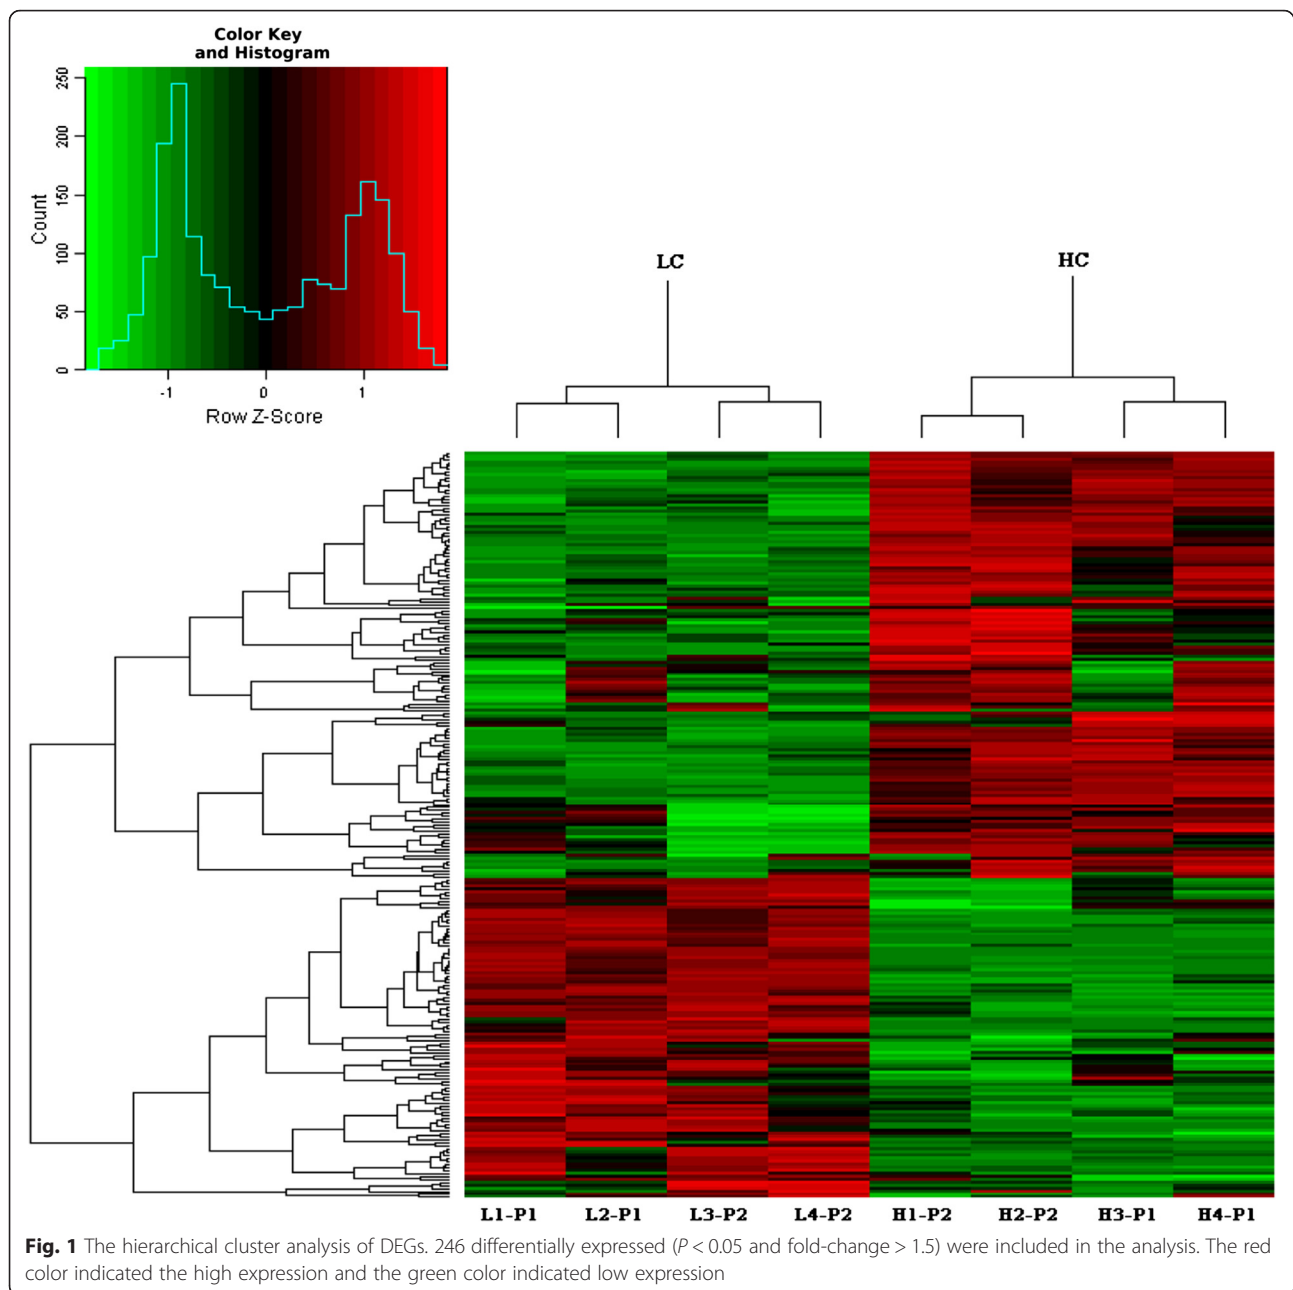 Color Key
and Histogram
250
200
150
100
50
0
Count
-1 0 1
Row Z-Score
LC HC
L1-P1 L2-P1 L3-P2 L4-P2 H1-P2 H2-P2 H3-P1 H4-P1
Fig. 1 The hierarchical cluster analysis of DEGs. 246 differentially expressed (P < 0.05 and fold-change > 1.5) were included in the analysis. The red
color indicated the high expression and the green color indicated low expression